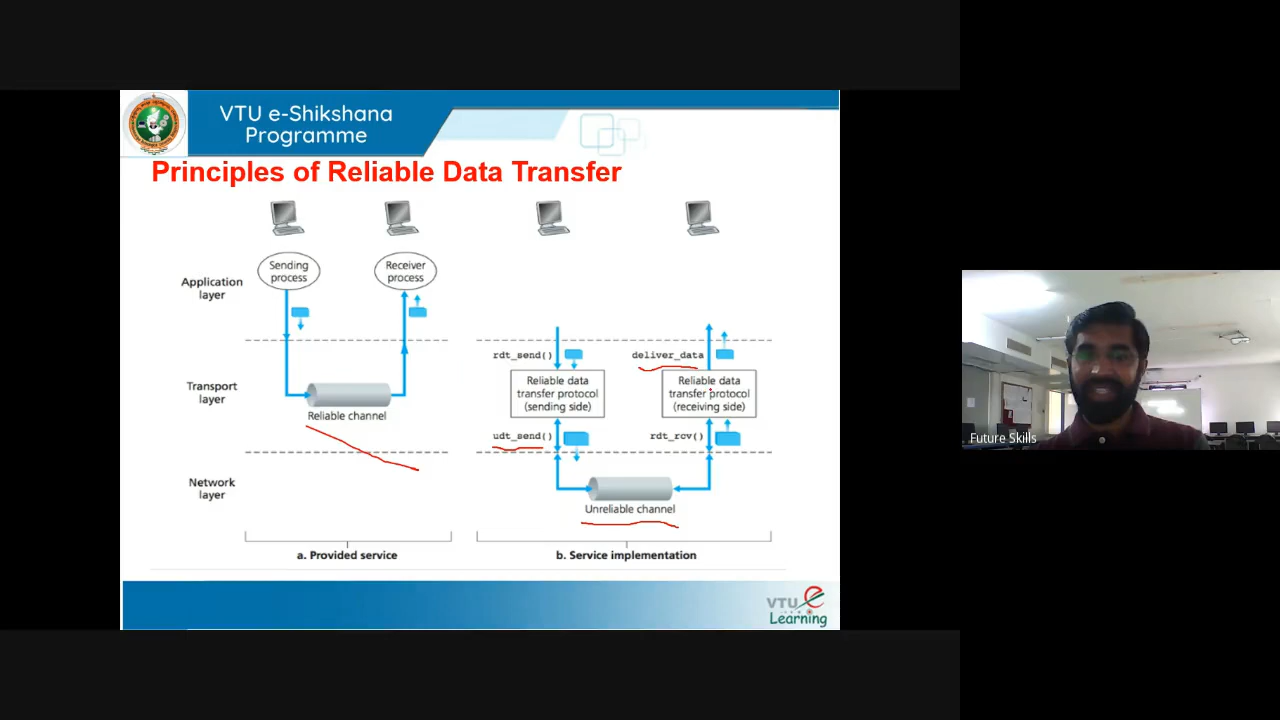 VTU e-Shikshana
Programme
Principles of Reliable Data Transfer
Sending
process
Receiver
process
Application
layer
rdt_send()
deliver_data
Transport
layer
Reliable channel
Reliable data
transfer protocol
(sending side)
Reliable data
transfer protocol
(receiving side)
udt_send()
rdt_rcv()
Network
layer
Unreliable channel
a. Provided service
b. Service implementation
VTU e
Learning
Future Skills